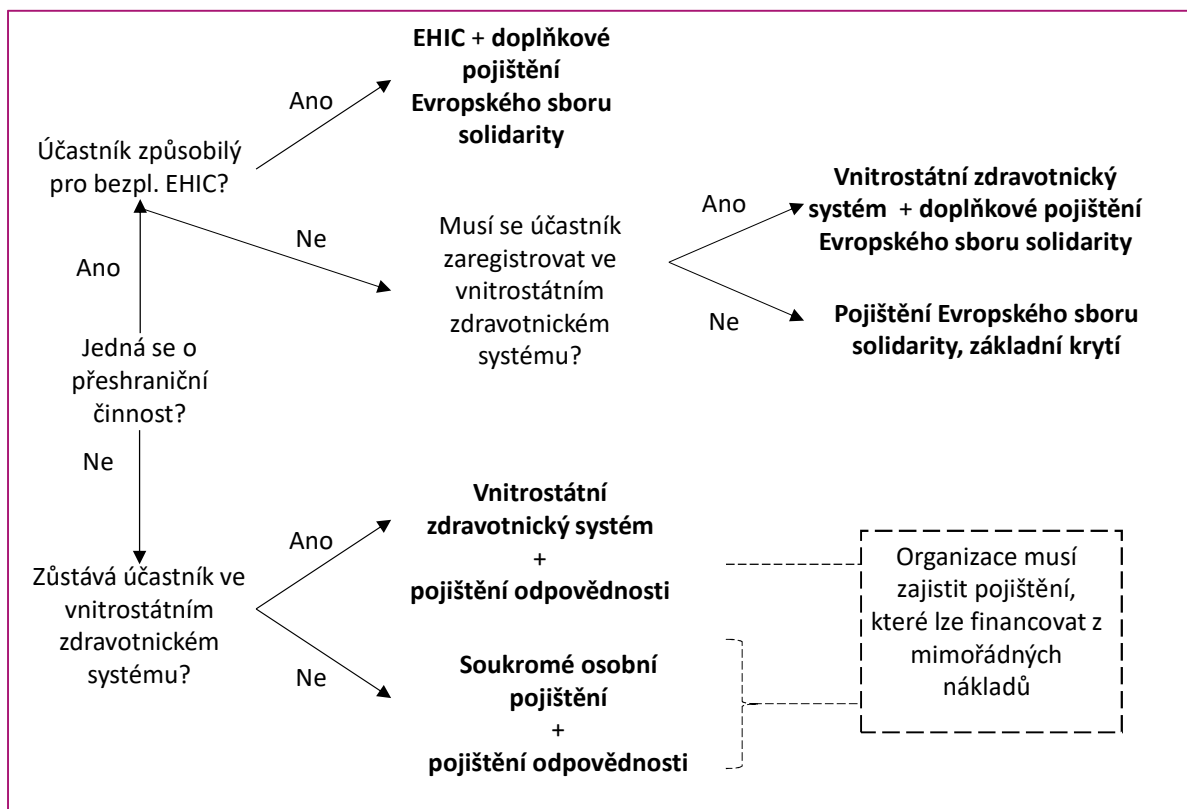 EHIC + doplňkové
pojištění
Evropského sboru
solidarity
Ano
Účastník způsobilý
pro bezpl. EHIC?
Ne
Musí se účastník
zaregistrovat ve
vnitrostátním
zdravotnickém
systému?
Ano
Vnitrostátní zdravotnický
systém + doplňkové pojištění
Evropského sboru solidarity
Ne
Pojištění Evropského sboru
solidarity, základní krytí
Ano
Jedná se o
přeshraniční
činnost?
Ne
Zůstává účastník ve
vnitrostátním
zdravotnickém
systému?
Ano
Vnitrostátní
zdravotnický systém
+
pojištění odpovědnosti
Ne
Soukromé osobní
pojištění
+
pojištění odpovědnosti
Organizace musí
zajistit pojištění,
které lze financovat z
mimořádných
nákladů